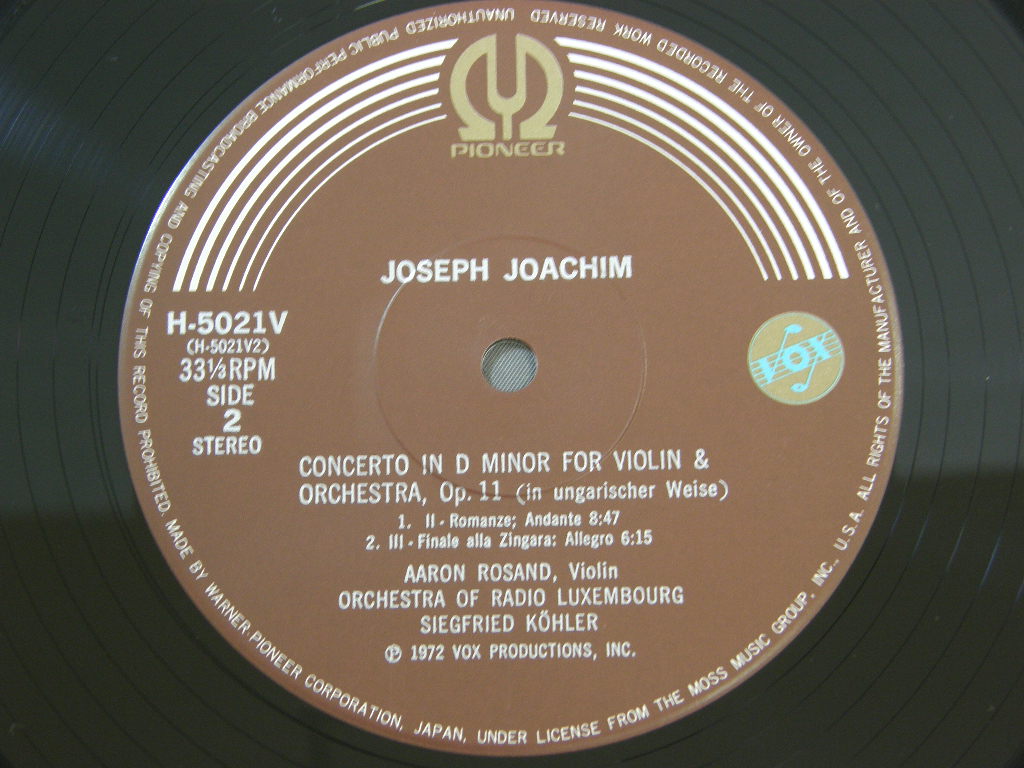 PIONEER
JOSEPH JOACHIM
H-5021V
(H-5021V2)
33⅓RPM
SIDE
2
STEREO
VOX
CONCERTO IN D MINOR FOR VIOLIN &
ORCHESTRA, Op. 11 (in ungarischer Weise)
1. II - Romanze; Andante 8:47
2. III - Finale alla Zingara: Allegro 6:15
AARON ROSAND, Violin
ORCHESTRA OF RADIO LUXEMBOURG
SIEGFRIED KÖHLER
℗ 1972 VOX PRODUCTIONS, INC.
MADE BY WARNER-PIONEER CORPORATION, JAPAN, UNDER LICENSE FROM THE MOSS MUSIC GROUP, INC., U.S.A. ALL RIGHTS OF THE MANUFACTURER AND OF THE OWNER OF THE RECORDED WORK RESERVED UNAUTHORIZED PUBLIC PERFORMANCE BROADCASTING AND COPYING OF THIS RECORD PROHIBITED.